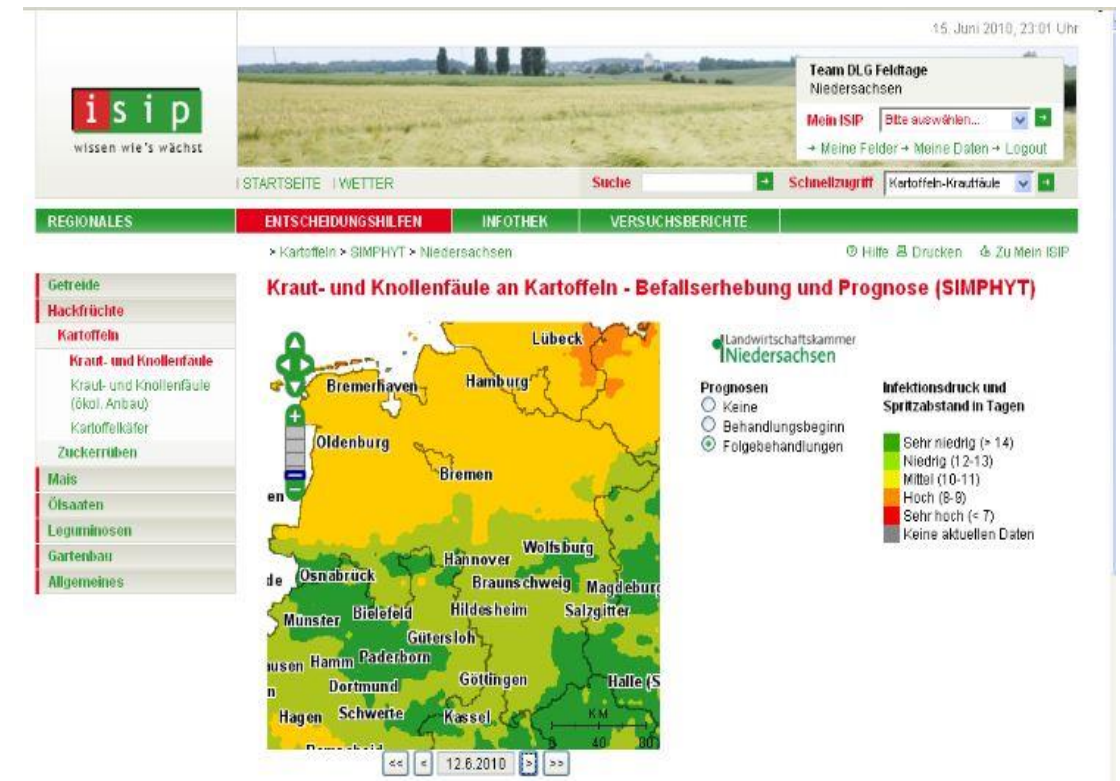 15. Juni 2010, 23:01 Uhr
isip
wissen wie's wächst
Team DLG Feldtage
Niedersachsen
Mein ISIP Bitte auswählen...
→ Meine Felder → Meine Daten → Logout
| STARTSEITE | WETTER Suche Schnellzugriff Kartoffeln-Krautfäule
REGIONALES ENTSCHEIDUNGSHILFEN INFOTHEK VERSUCHSBERICHTE
> Kartoffeln > SIMPHYT > Niedersachsen Hilfe Drucken Zu Mein ISIP
Getreide
Hackfrüchte
Kartoffeln
Kraut- und Knollenfäule
Kraut- und Knollenfäule
(ökol. Anbau)
Kartoffelkäfer
Zuckerrüben
Mais
Ölsaaten
Leguminosen
Gartenbau
Allgemeines
Kraut- und Knollenfäule an Kartoffeln - Befallserhebung und Prognose (SIMPHYT)
Lübeck
Bremerhaven Hamburg
Oldenburg
Bremen
en
Wolfsburg
Hannover
de Osnabrück Braunschweig Magdeburg
Münster Bielefeld Hildesheim Salzgitter
Gütersloh
ausen Hamm Paderborn
n Dortmund Göttingen Halle (S
Hagen Schwerte Kassel KM
0 40 80
<< < 12.6.2010 > >>
Landwirtschaftskammer
Niedersachsen
Prognosen
Keine
Behandlungsbeginn
Folgebehandlungen
Infektionsdruck und
Spritzabstand in Tagen
Sehr niedrig (> 14)
Niedrig (12-13)
Mittel (10-11)
Hoch (8-9)
Sehr hoch (< 7)
Keine aktuellen Daten